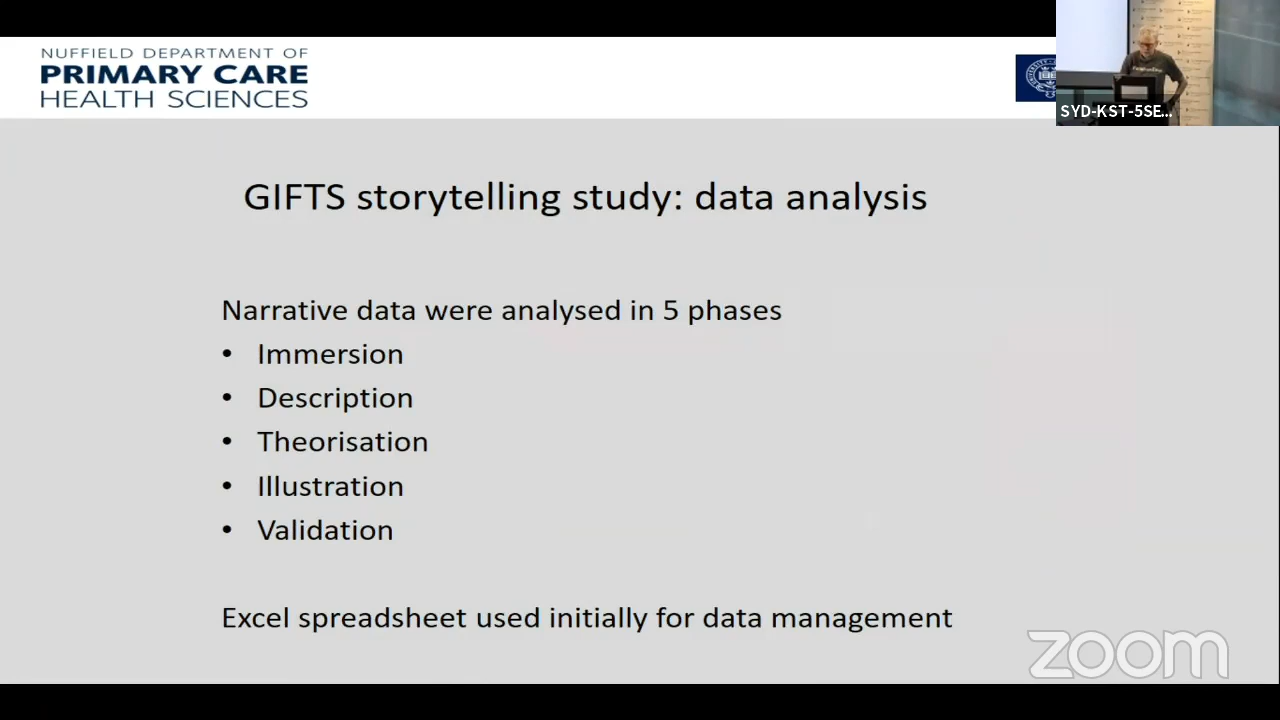 NUFFIELD DEPARTMENT OF
PRIMARY CARE
HEALTH SCIENCES
SYD-KST-5SE...
GIFTS storytelling study: data analysis
Narrative data were analysed in 5 phases
• Immersion
• Description
• Theorisation
• Illustration
• Validation
Excel spreadsheet used initially for data management
zoom